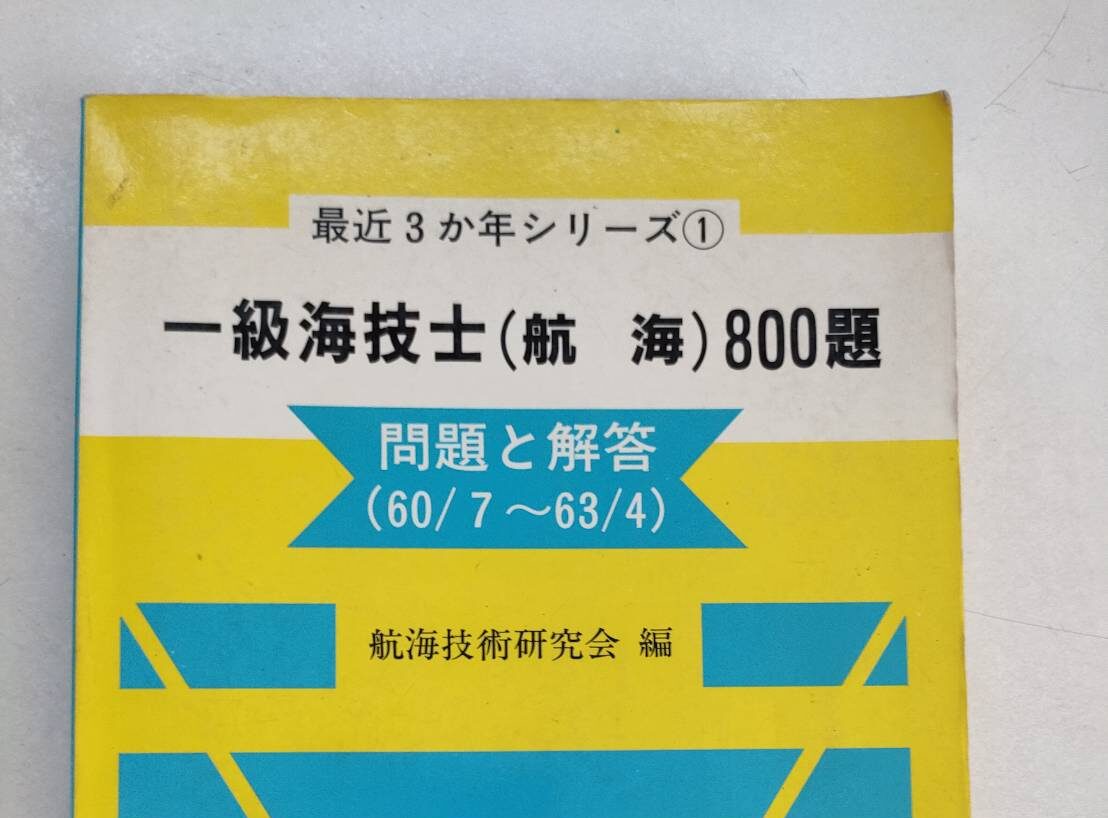 最近3か年シリーズ①
一級海技士(航　海)800題
問題と解答
(60/7～63/4)
航海技術研究会 編